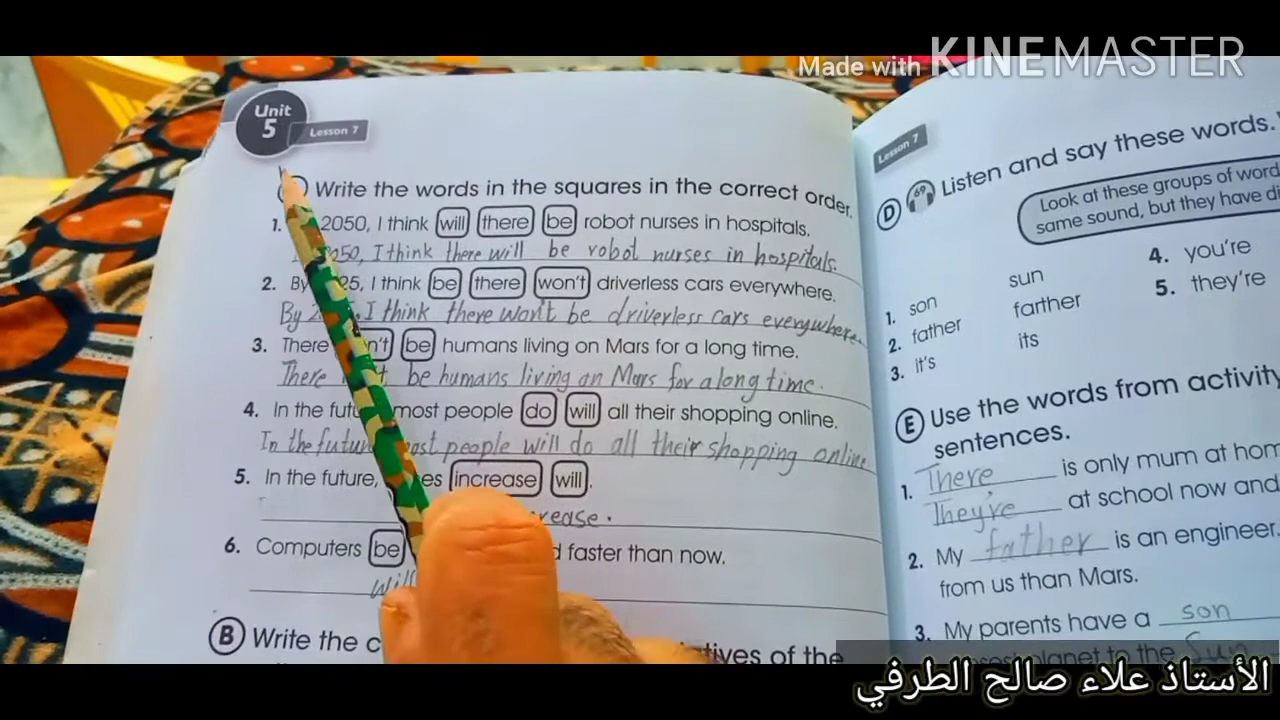 Made with KINEMASTER
Unit
5
Lesson 7
Write the words in the squares in the correct order.
1. 2050, I think will there be robot nurses in hospitals.
050, I think there will be robot nurses in hospitals.
2. By 25, I think be there won't driverless cars everywhere.
By 2 I think there won't be driverless cars everywhere.
3. There n't be humans living on Mars for a long time.
There be humans living on Mars for a long time.
4. In the futu most people do will all their shopping online.
In the future most people will do all their shopping online.
5. In the future, es increase will.
rease.
6. Computers be d faster than now.
will
B Write the c tives of the
Lesson 7
D 69 Listen and say these words.
Look at these groups of word
same sound, but they have di
1. son sun 4. you're
2. father farther 5. they're
3. it's its
E Use the words from activity
sentences.
1. There is only mum at hom
They're at school now and
2. My father is an engineer.
from us than Mars.
3. My parents have a son
planet to the Sun
الأستاذ علاء صالح الطرفي